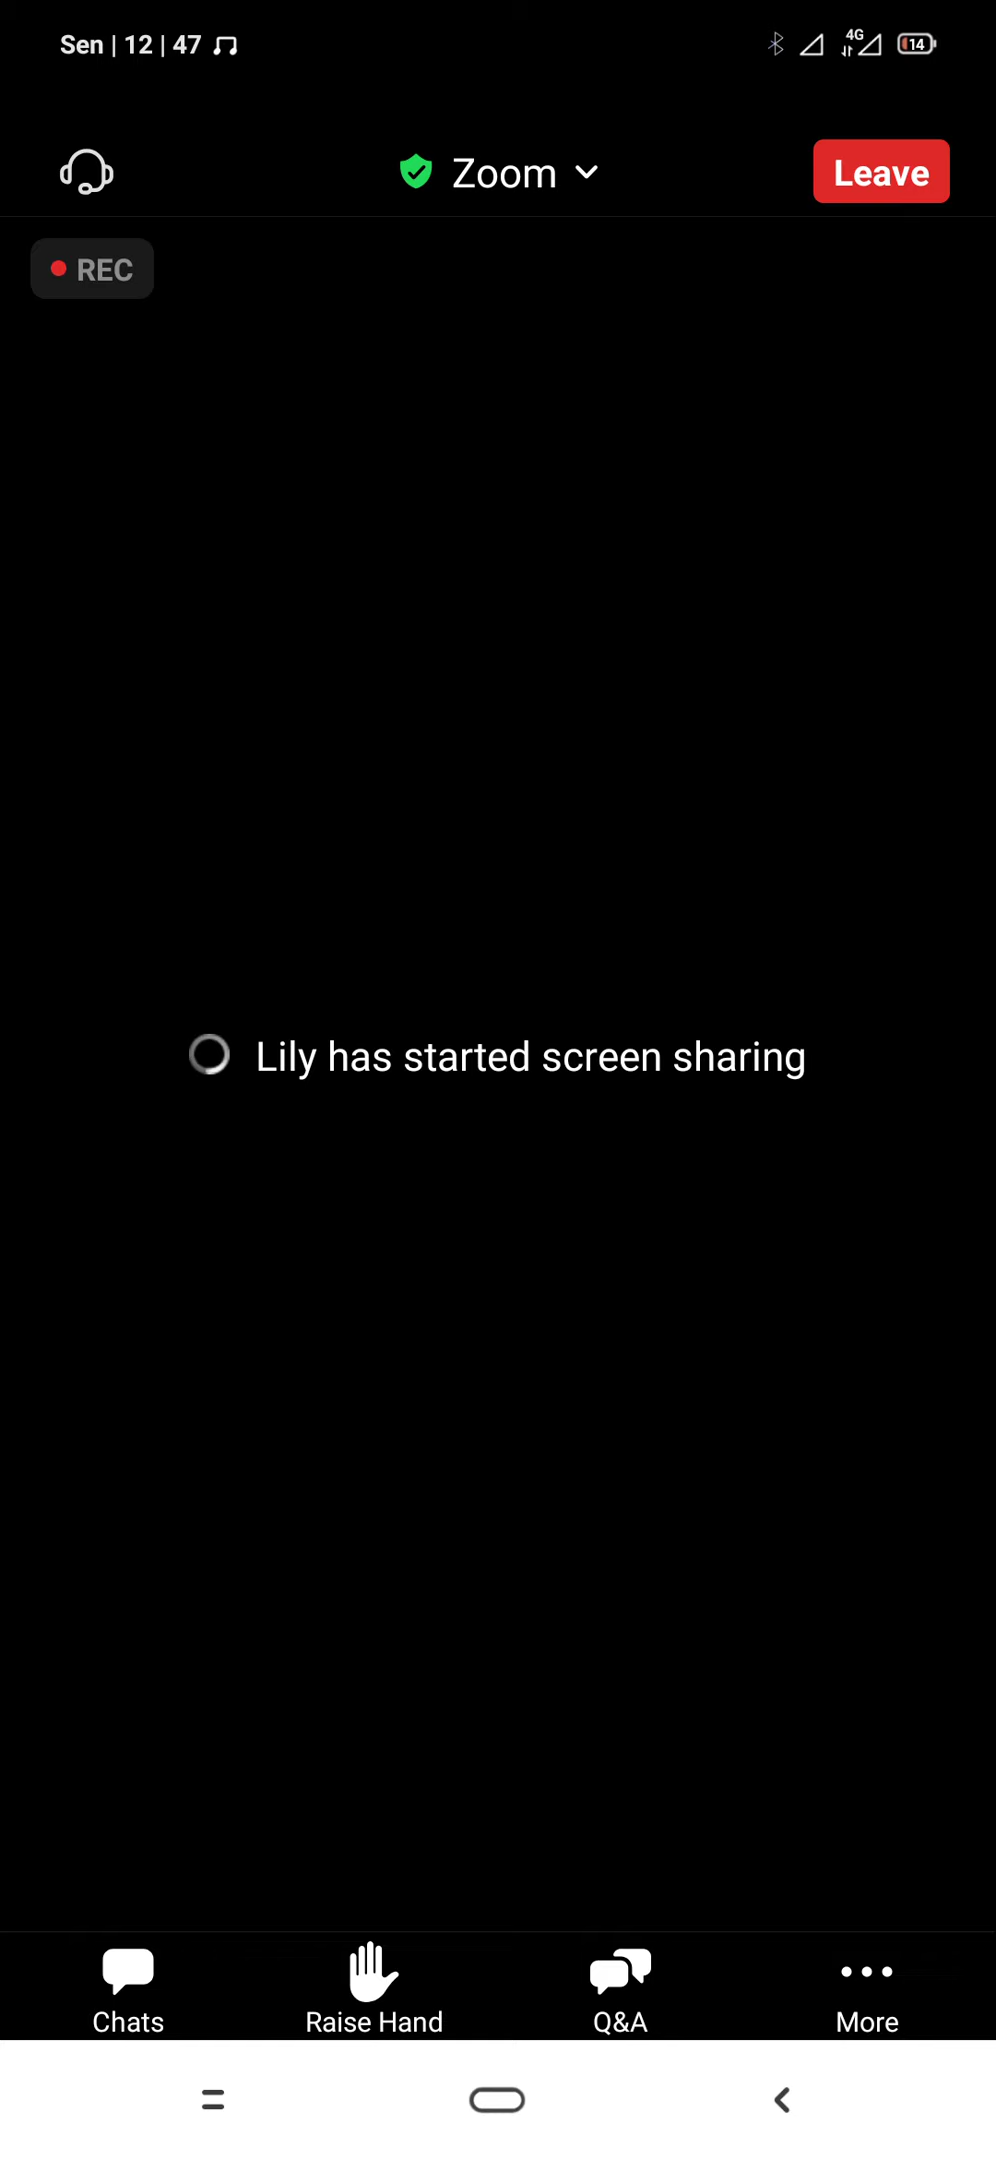 Sen | 12 | 47
4G
14
Zoom
Leave
REC
Lily has started screen sharing
Chats
Raise Hand
Q&A
More